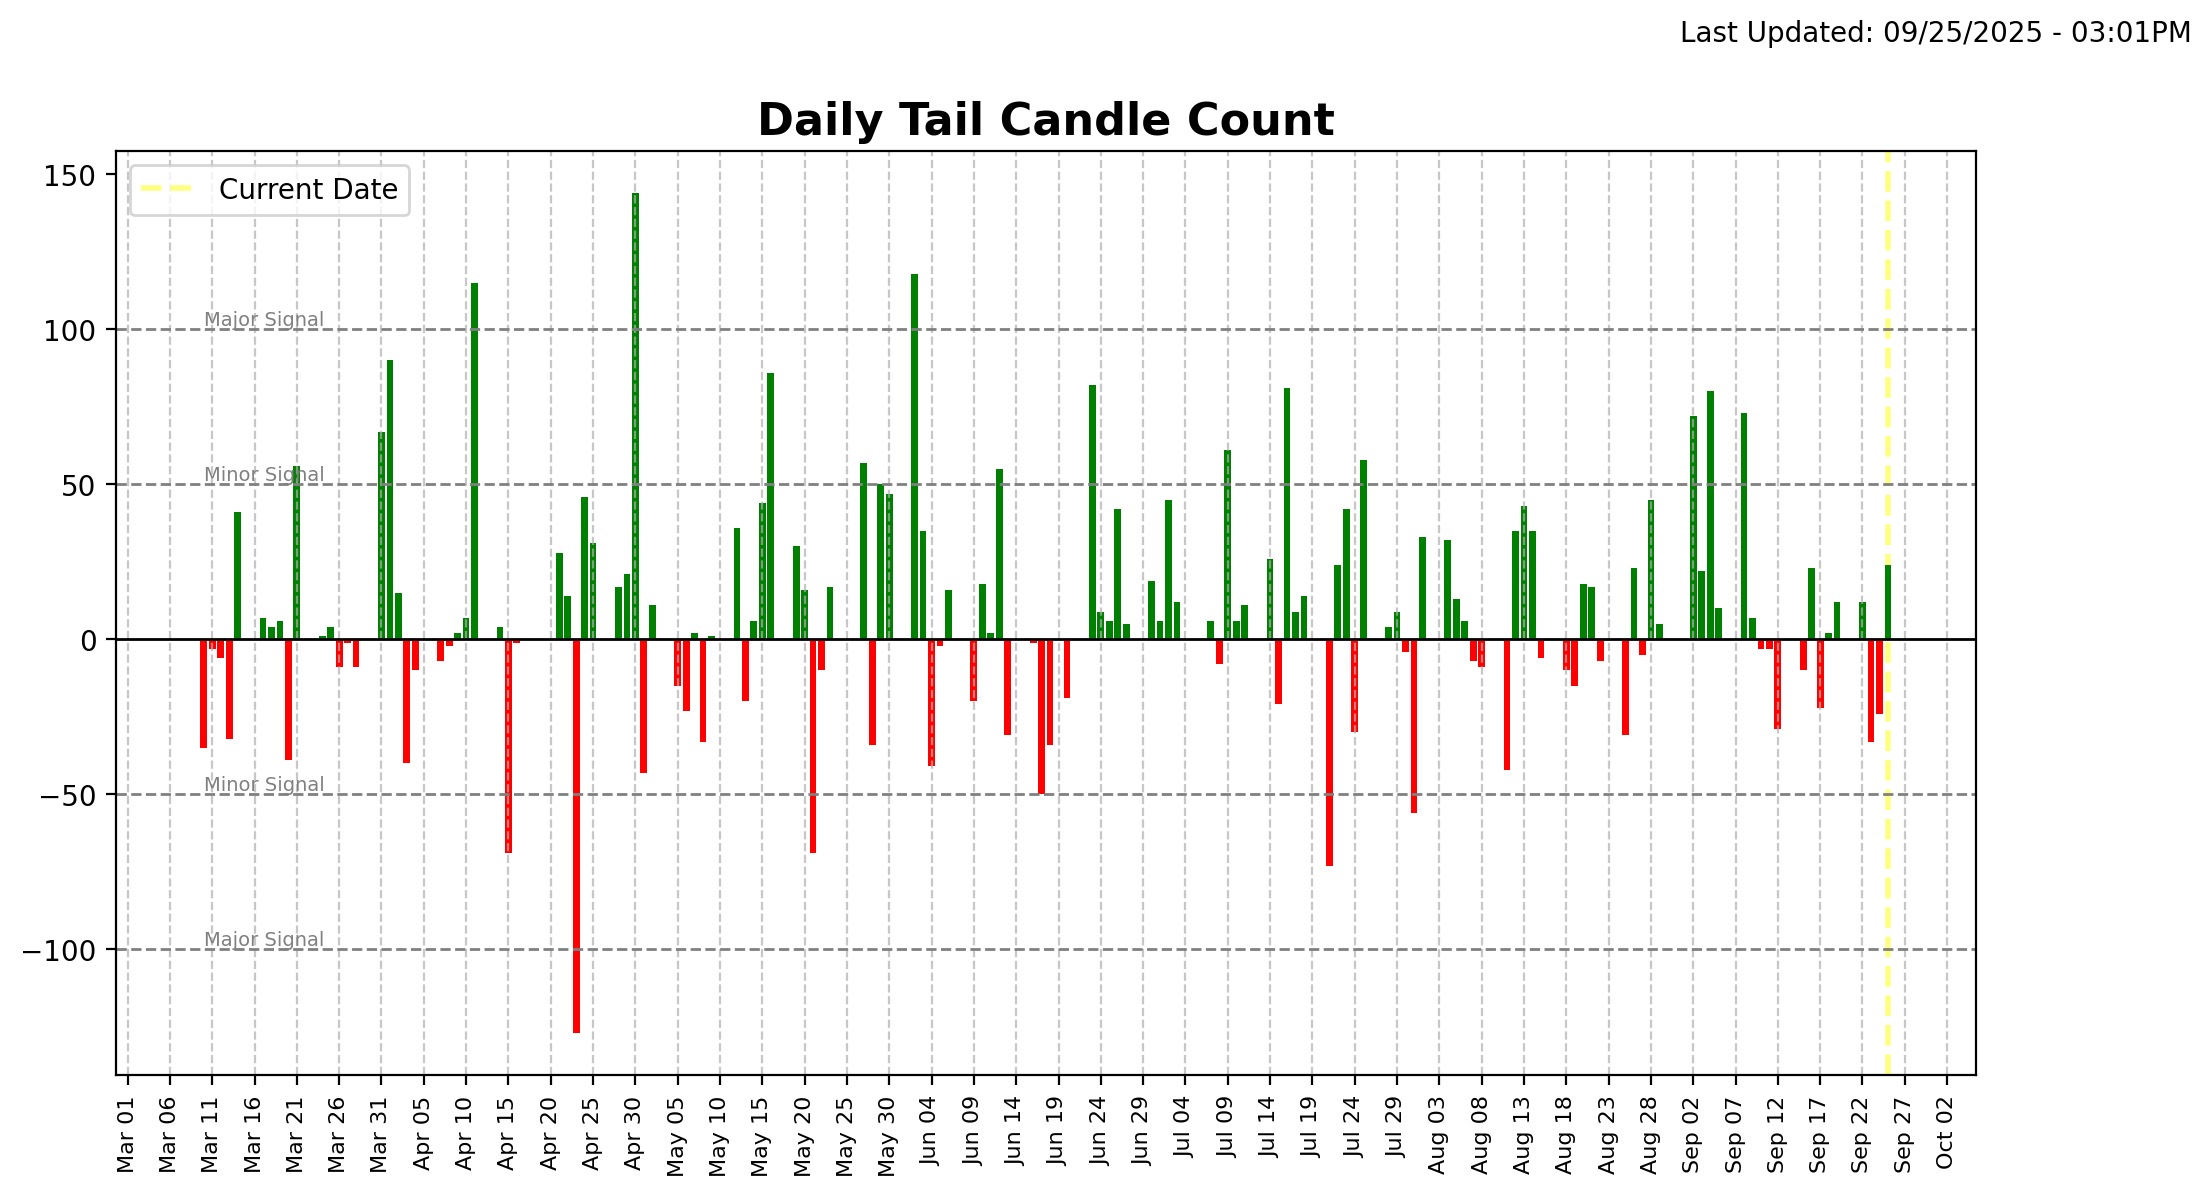 Last Updated: 09/25/2025 - 03:01PM
Daily Tail Candle Count
Current Date
150
100
50
0
−50
−100
Major Signal
Minor Signal
Minor Signal
Major Signal
Mar 01
Mar 06
Mar 11
Mar 16
Mar 21
Mar 26
Mar 31
Apr 05
Apr 10
Apr 15
Apr 20
Apr 25
Apr 30
May 05
May 10
May 15
May 20
May 25
May 30
Jun 04
Jun 09
Jun 14
Jun 19
Jun 24
Jun 29
Jul 04
Jul 09
Jul 14
Jul 19
Jul 24
Jul 29
Aug 03
Aug 08
Aug 13
Aug 18
Aug 23
Aug 28
Sep 02
Sep 07
Sep 12
Sep 17
Sep 22
Sep 27
Oct 02